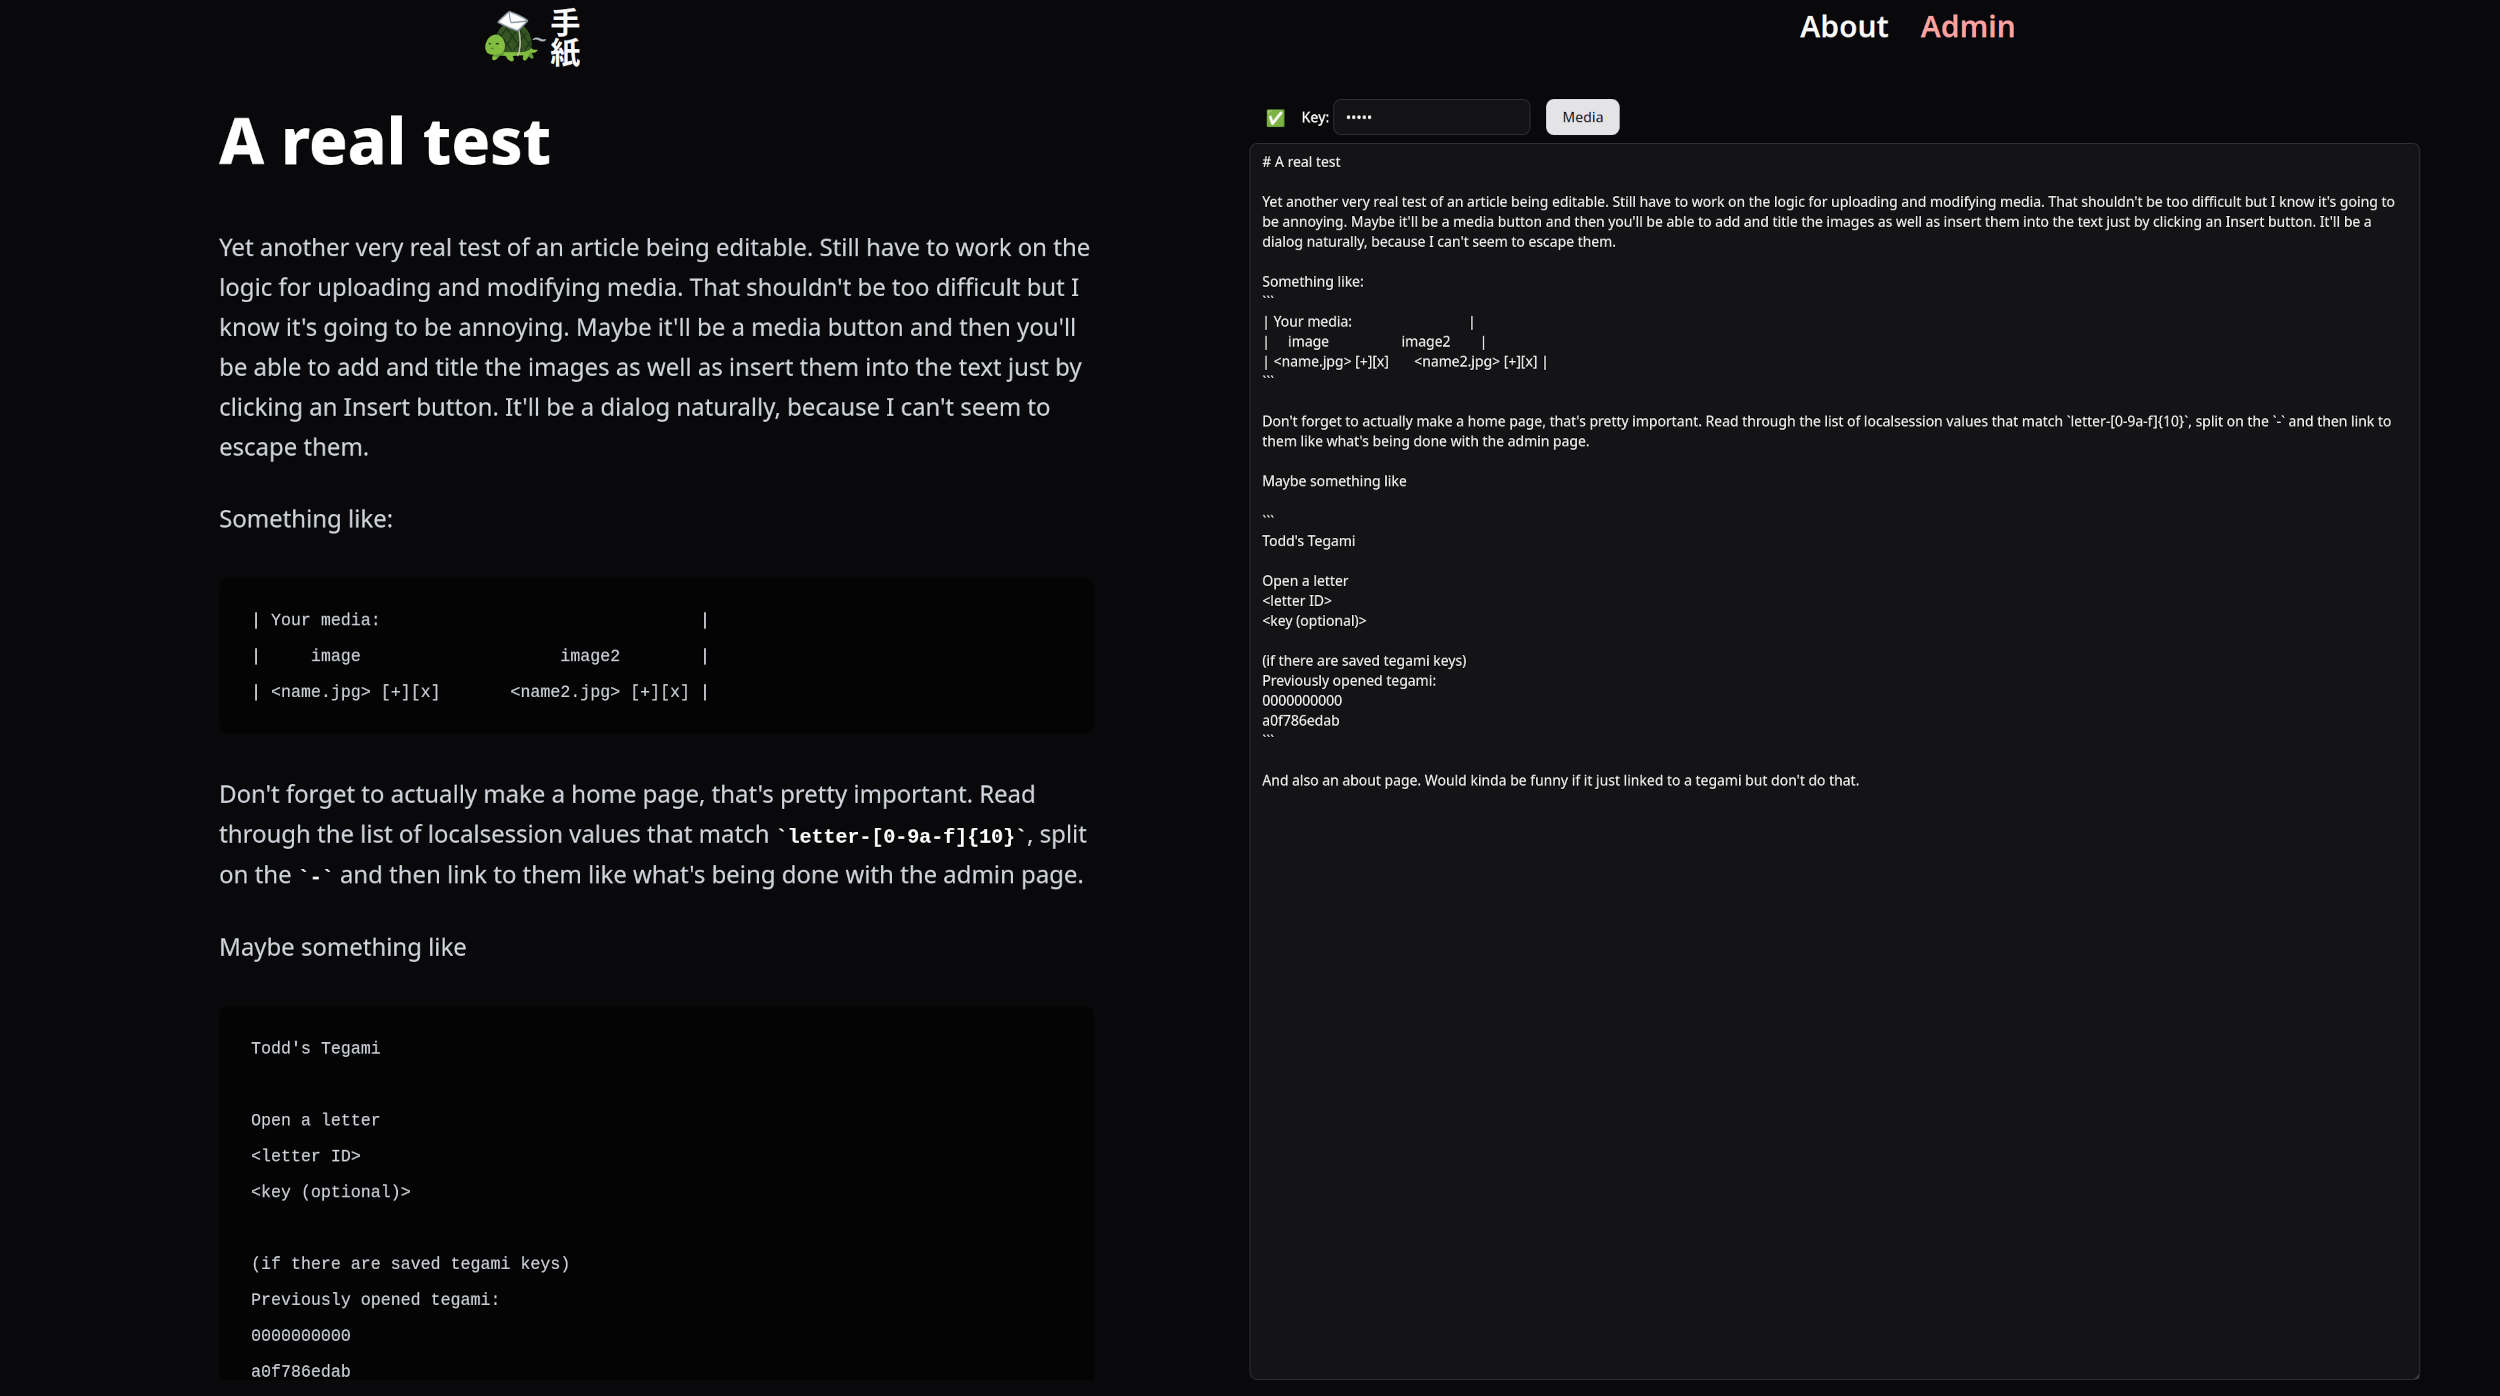 手
紙
About Admin
A real test
Yet another very real test of an article being editable. Still have to work on the
logic for uploading and modifying media. That shouldn't be too difficult but I
know it's going to be annoying. Maybe it'll be a media button and then you'll
be able to add and title the images as well as insert them into the text just by
clicking an Insert button. It'll be a dialog naturally, because I can't seem to
escape them.
Something like:
| Your media:                                |
|     image                    image2        |
| <name.jpg> [+][x]       <name2.jpg> [+][x] |
Don't forget to actually make a home page, that's pretty important. Read
through the list of localsession values that match `letter-[0-9a-f]{10}`, split
on the `-` and then link to them like what's being done with the admin page.
Maybe something like
Todd's Tegami
Open a letter
<letter ID>
<key (optional)>
(if there are saved tegami keys)
Previously opened tegami:
0000000000
a0f786edab
Key: ••••• Media
# A real test
Yet another very real test of an article being editable. Still have to work on the logic for uploading and modifying media. That shouldn't be too difficult but I know it's going to
be annoying. Maybe it'll be a media button and then you'll be able to add and title the images as well as insert them into the text just by clicking an Insert button. It'll be a
dialog naturally, because I can't seem to escape them.
Something like:
```
| Your media:                                |
|     image                    image2        |
| <name.jpg> [+][x]       <name2.jpg> [+][x] |
```
Don't forget to actually make a home page, that's pretty important. Read through the list of localsession values that match `letter-[0-9a-f]{10}`, split on the `-` and then link to
them like what's being done with the admin page.
Maybe something like
```
Todd's Tegami
Open a letter
<letter ID>
<key (optional)>
(if there are saved tegami keys)
Previously opened tegami:
0000000000
a0f786edab
```
And also an about page. Would kinda be funny if it just linked to a tegami but don't do that.